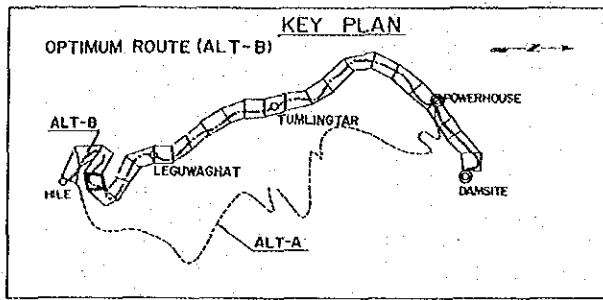 KEY PLAN
OPTIMUM ROUTE (ALT-B)
POWERHOUSE
TUMLINGTAR
ALT-B
LEGUWAGHAT
HILE
DAMSITE
ALT-A